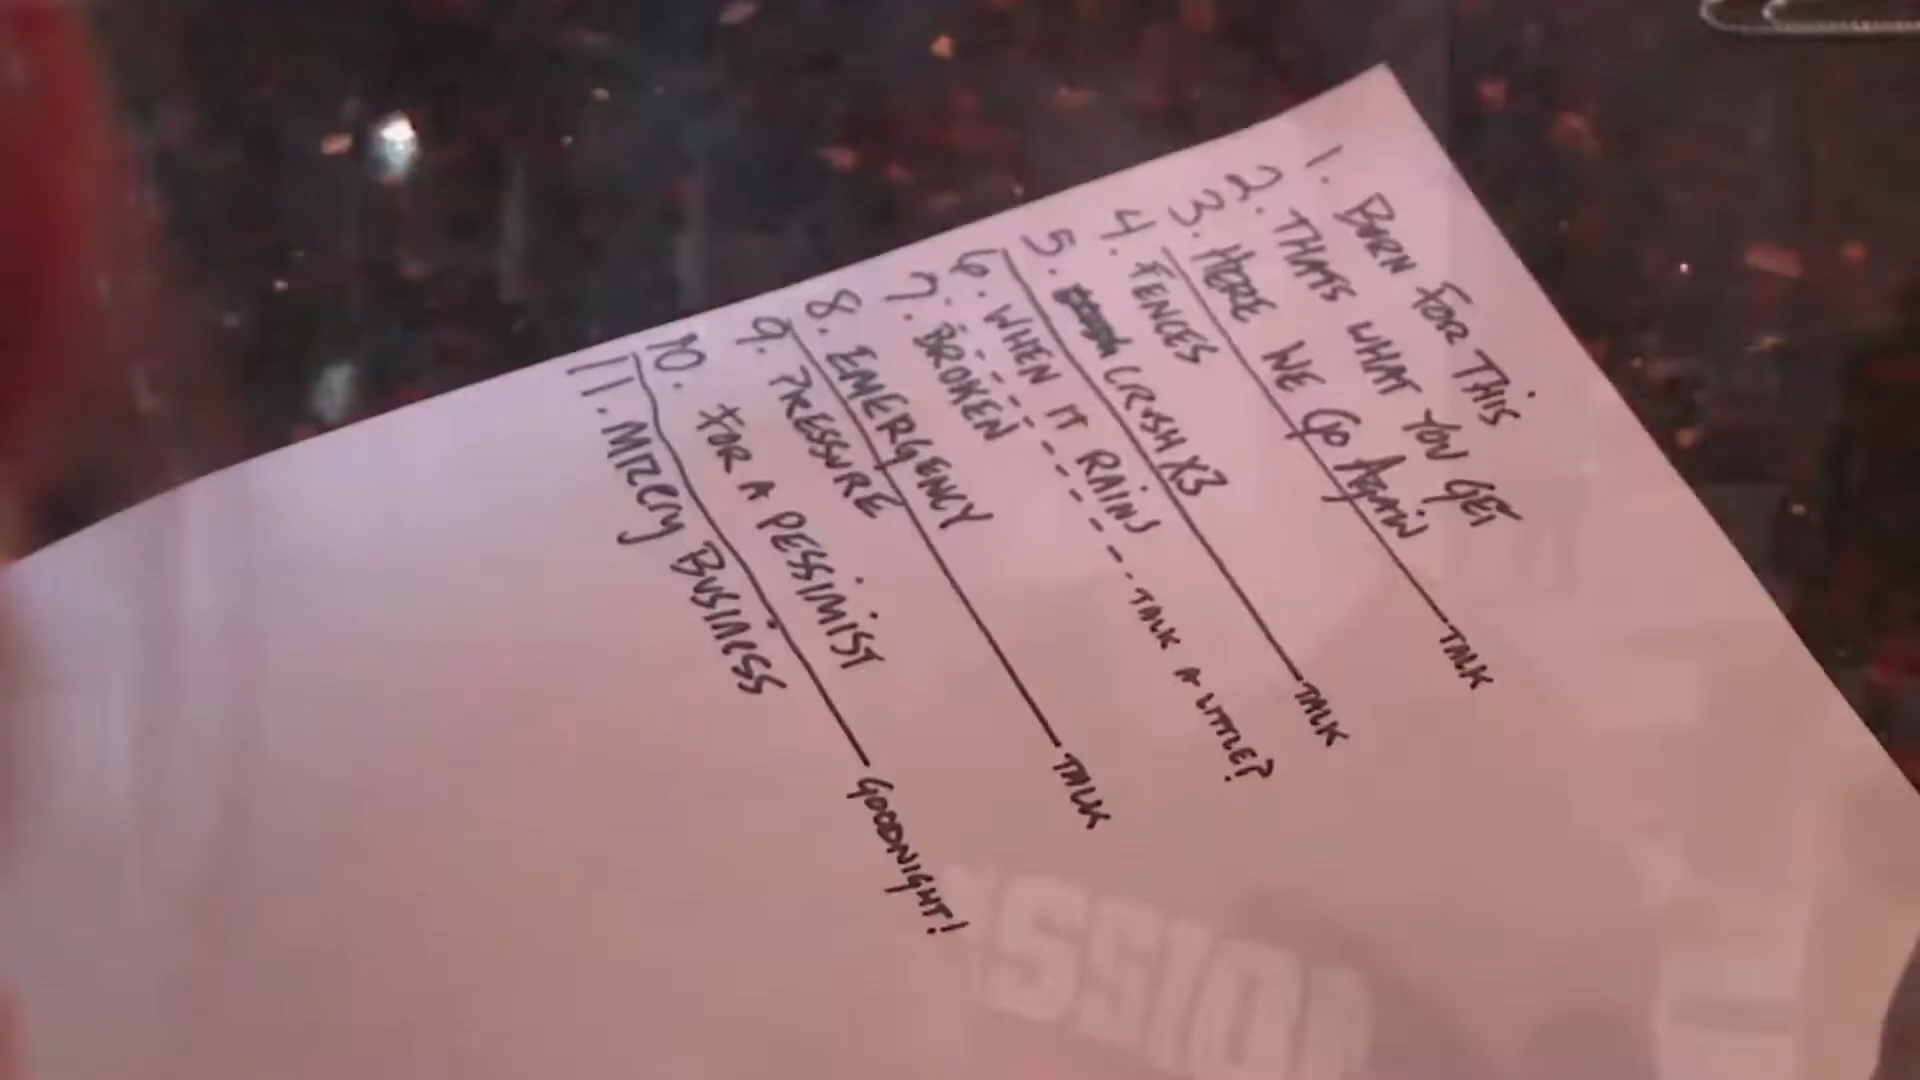 1. BORN FOR THIS
2. THATS WHAT YOU GET
3. HERE WE GO AGAIN
TALK
4. FENCES
5. CRASH X3
TALK
6. WHEN IT RAINS
TALK A LITTLE?
7. BROKEN
8. EMERGENCY
TALK
9. PRESSURE
10. FOR A PESSIMIST
GOODNIGHT!
11. MIZERY BUSINESS